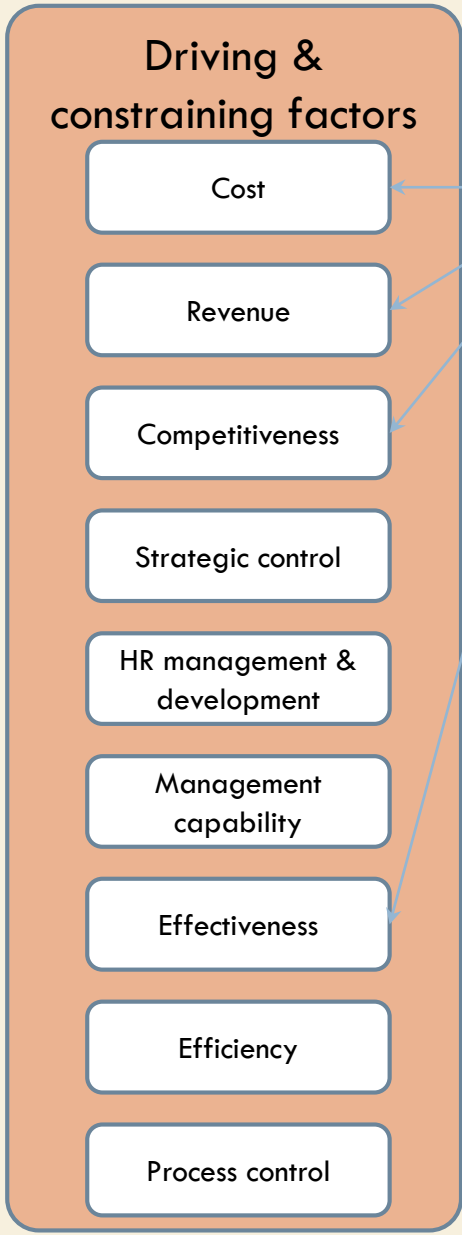 Driving &
constraining factors
Cost
Revenue
Competitiveness
Strategic control
HR management &
development
Management
capability
Effectiveness
Efficiency
Process control